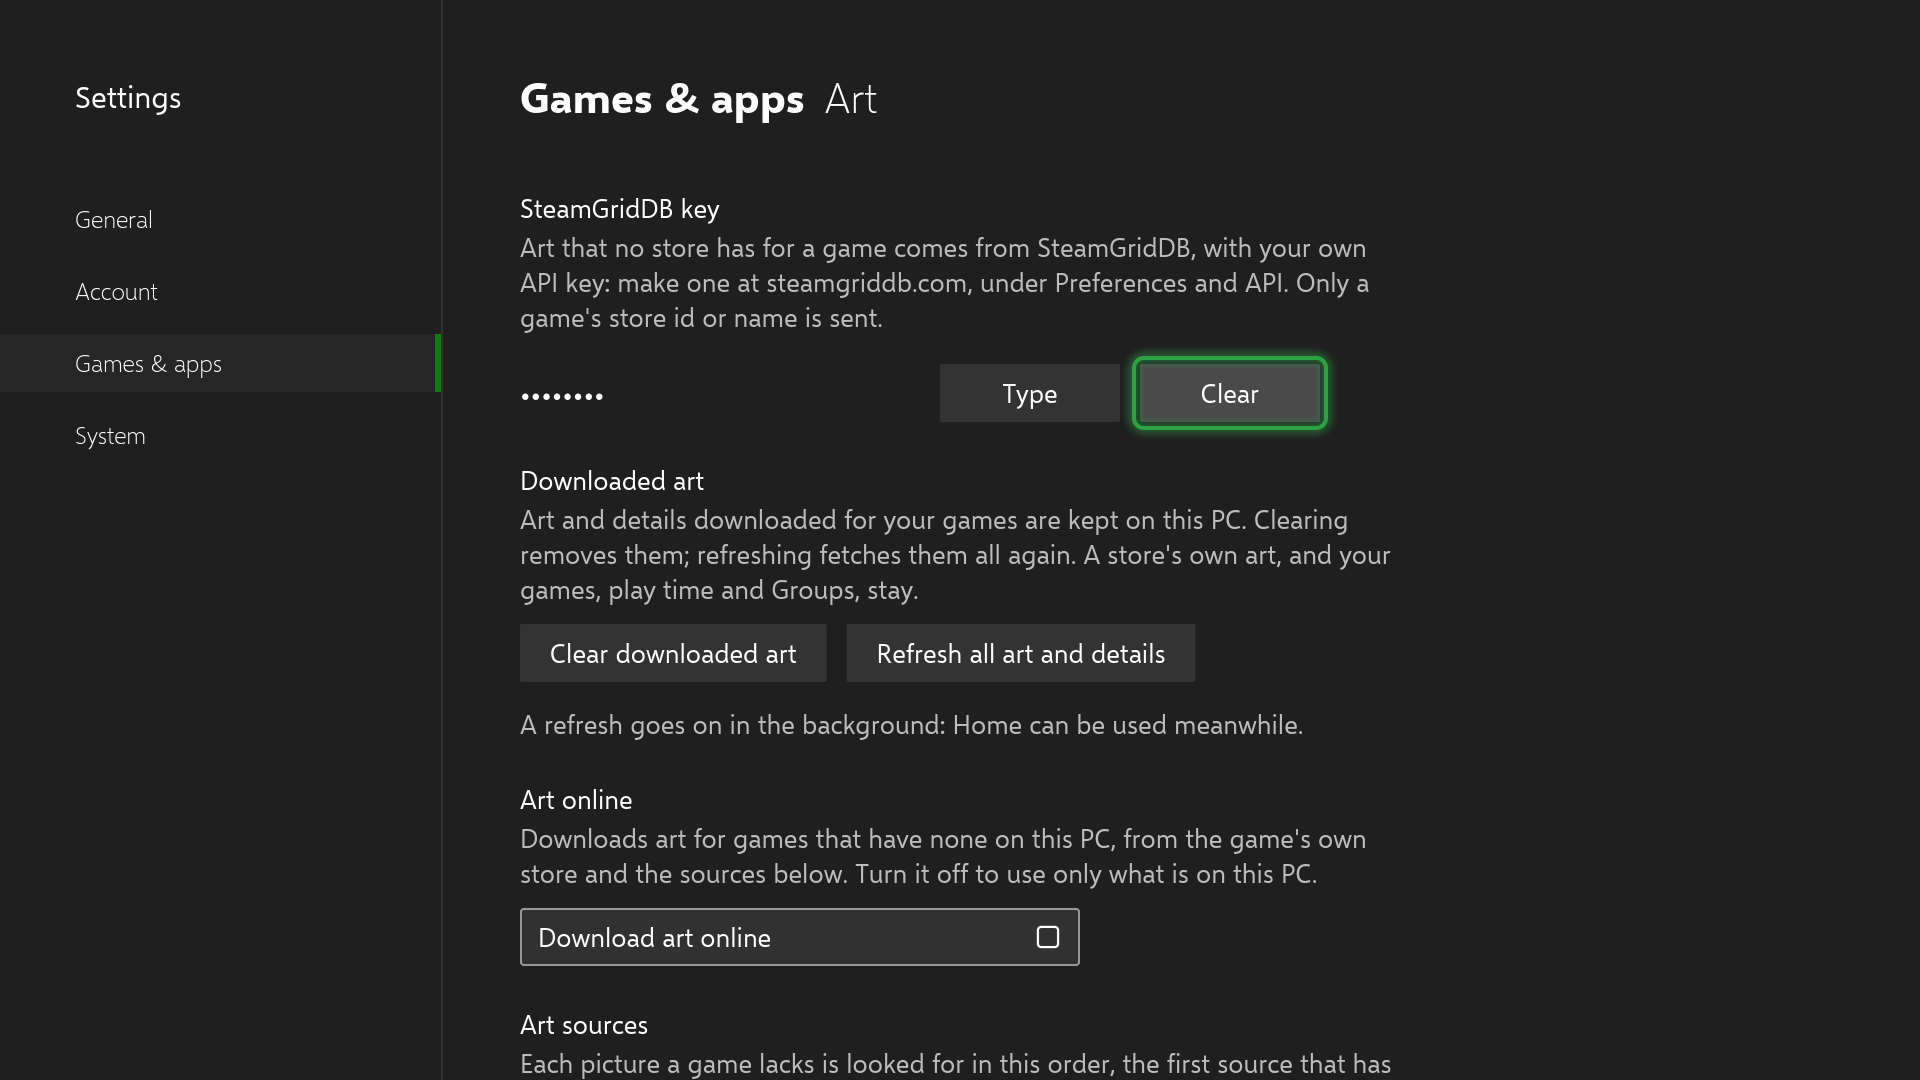 Settings
General
Account
Games & apps
System
Games & apps Art
SteamGridDB key
Art that no store has for a game comes from SteamGridDB, with your own
API key: make one at steamgriddb.com, under Preferences and API. Only a
game's store id or name is sent.
••••••••
Type
Clear
Downloaded art
Art and details downloaded for your games are kept on this PC. Clearing
removes them; refreshing fetches them all again. A store's own art, and your
games, play time and Groups, stay.
Clear downloaded art
Refresh all art and details
A refresh goes on in the background: Home can be used meanwhile.
Art online
Downloads art for games that have none on this PC, from the game's own
store and the sources below. Turn it off to use only what is on this PC.
Download art online
Art sources
Each picture a game lacks is looked for in this order, the first source that has